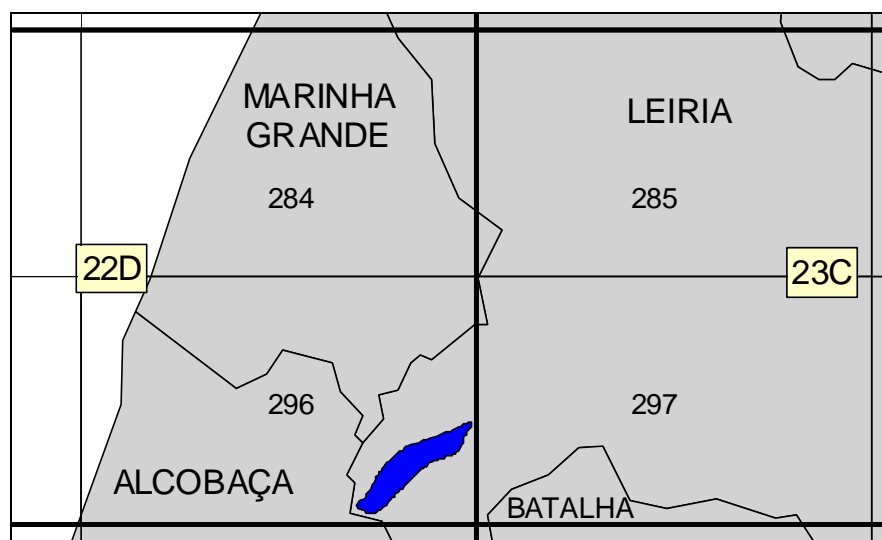 MARINHA
GRANDE
LEIRIA
284
285
22D
23C
296
297
ALCOBAÇA
BATALHA